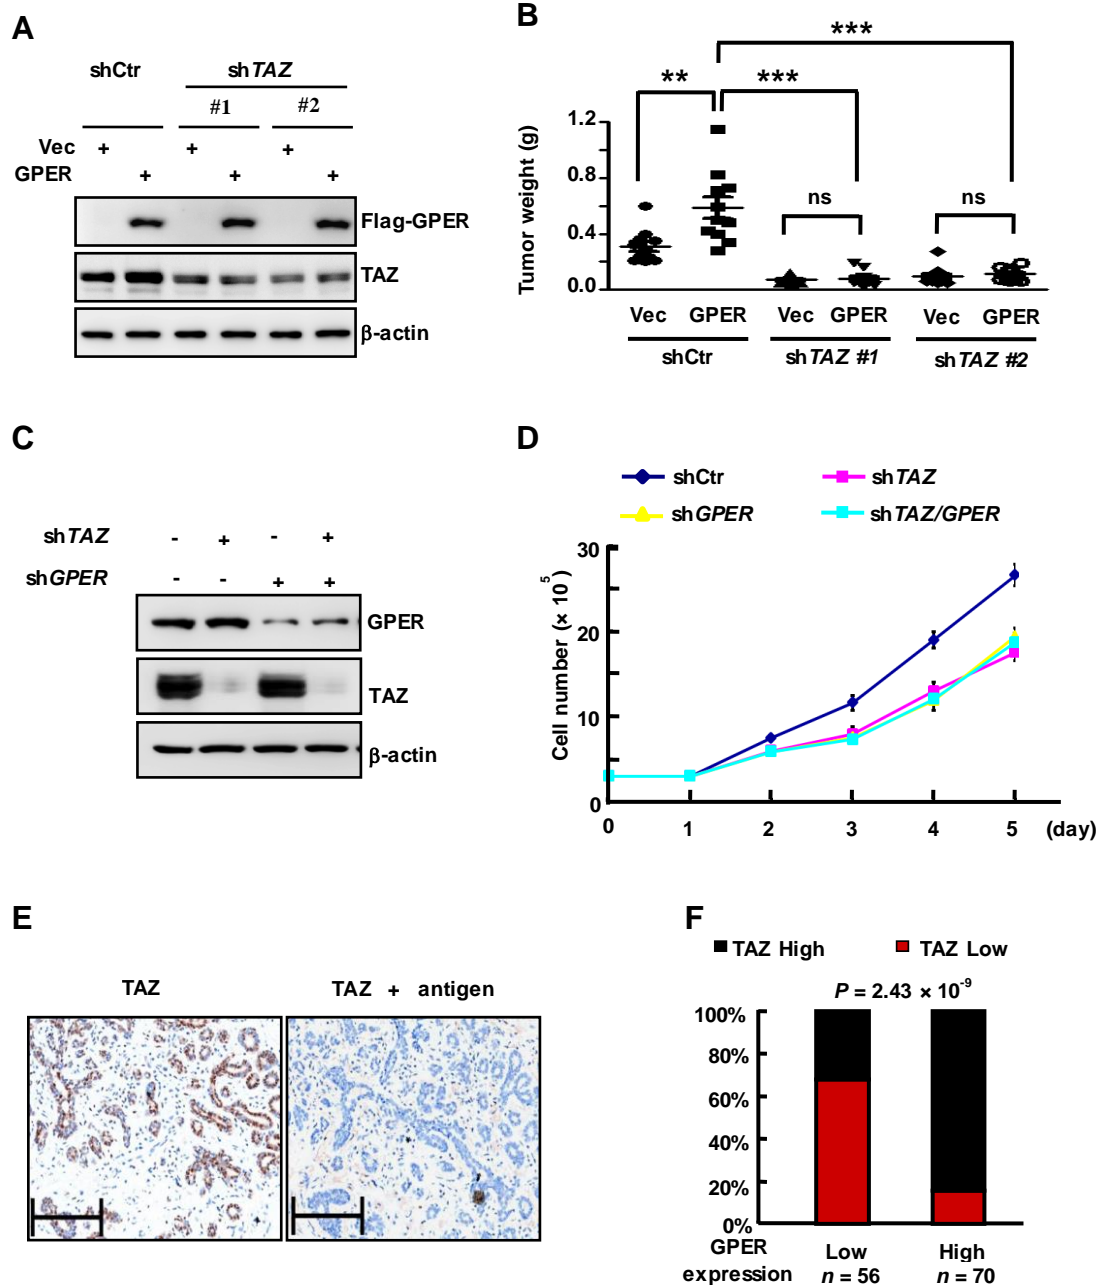 A
shCtr
shTAZ
#1
#2
Vec + + +
GPER + + +
Flag-GPER
TAZ
β-actin
B
***
** ***
ns ns
Tumor weight (g)
1.2
0.8
0.4
0.0
Vec GPER Vec GPER Vec GPER
shCtr shTAZ #1 shTAZ #2
C
shTAZ - + - +
shGPER - - + +
GPER
TAZ
β-actin
D
shCtr shTAZ
shGPER shTAZ/GPER
Cell number (× 10^5)
30
20
10
0
0 1 2 3 4 5 (day)
E
TAZ
TAZ + antigen
F
TAZ High TAZ Low
P = 2.43 × 10^-9
100%
80%
60%
40%
20%
0%
GPER expression
Low High
n = 56 n = 70